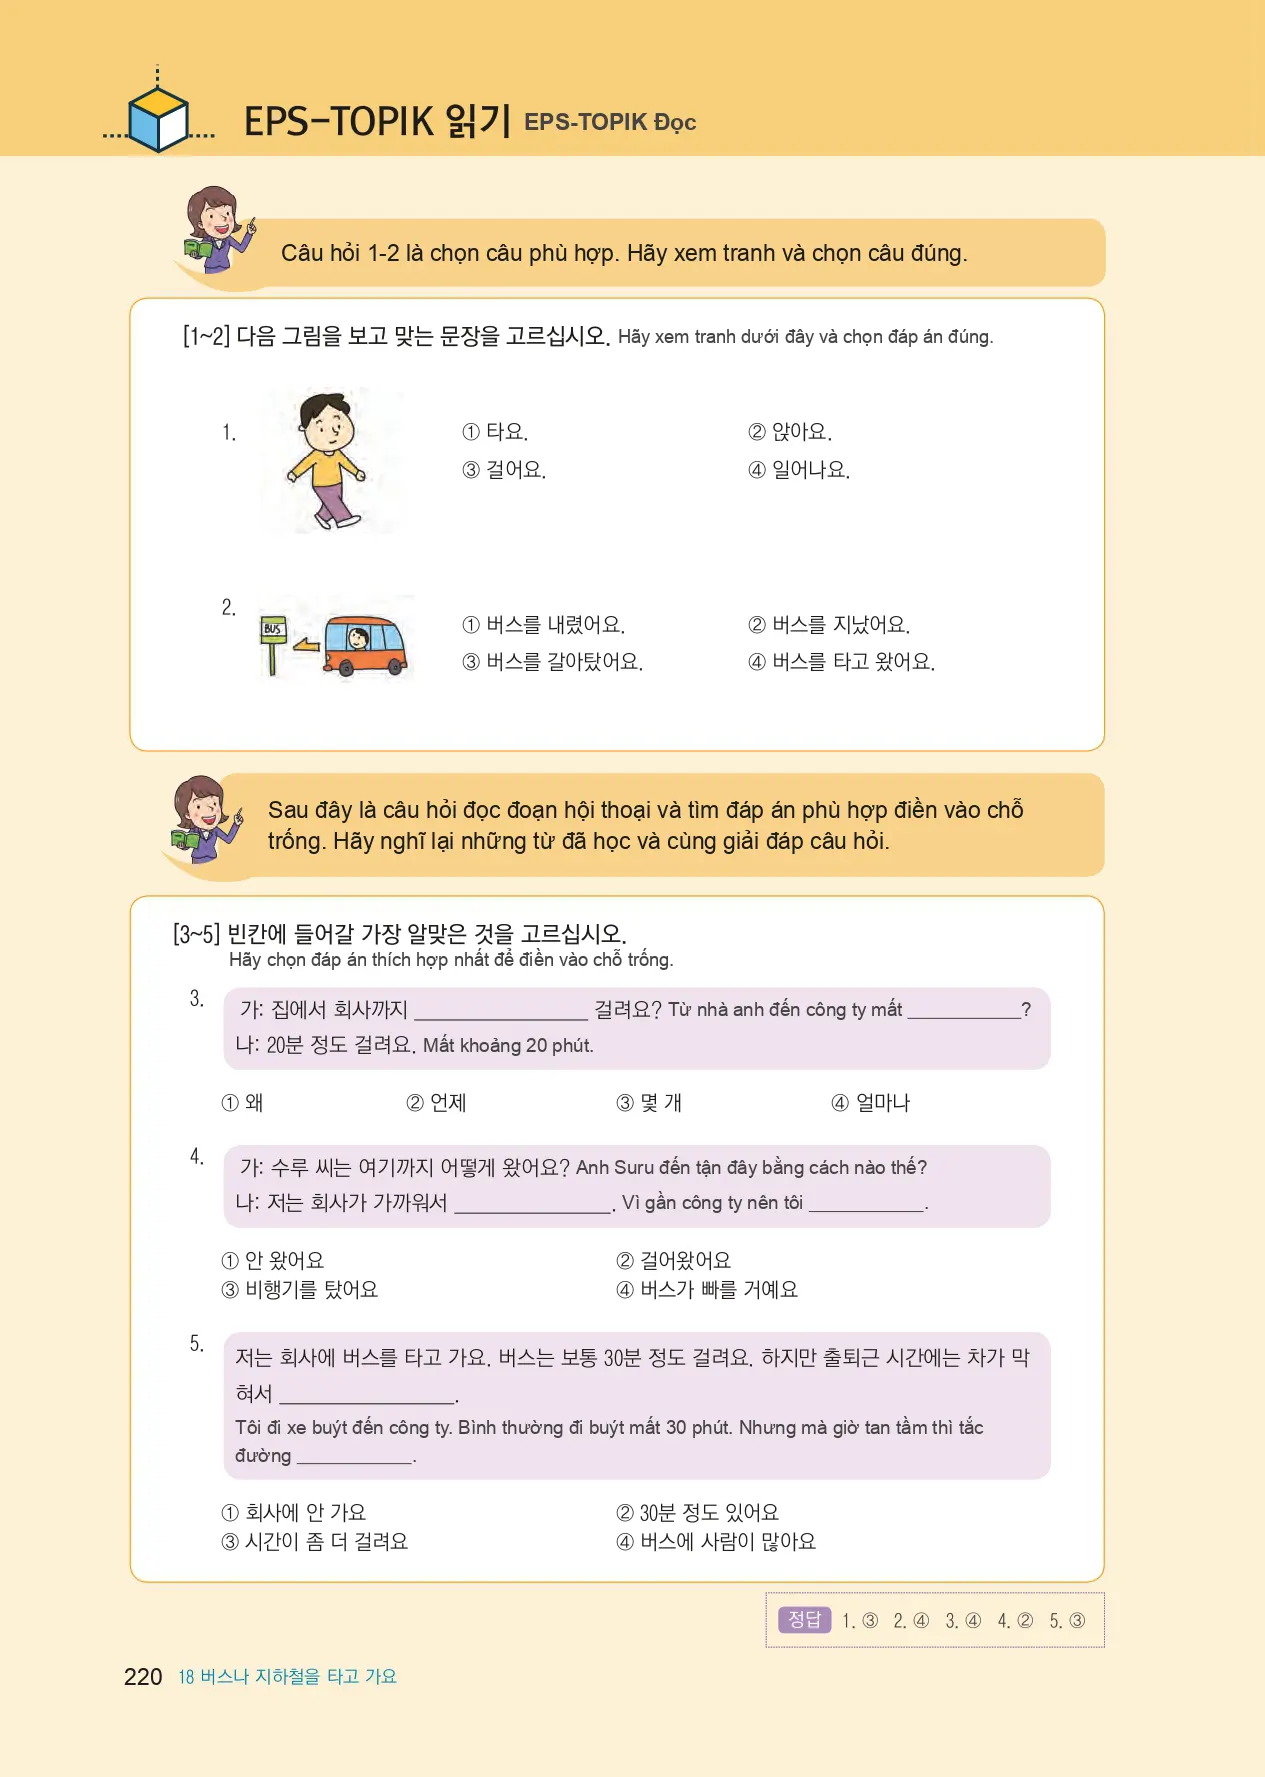 EPS-TOPIK 읽기 EPS-TOPIK Đọc
Câu hỏi 1-2 là chọn câu phù hợp. Hãy xem tranh và chọn câu đúng.
[1~2] 다음 그림을 보고 맞는 문장을 고르십시오. Hãy xem tranh dưới đây và chọn đáp án đúng.
1.
① 타요. ② 앉아요.
③ 걸어요. ④ 일어나요.
2.
BUS
① 버스를 내렸어요. ② 버스를 지났어요.
③ 버스를 갈아탔어요. ④ 버스를 타고 왔어요.
Sau đây là câu hỏi đọc đoạn hội thoại và tìm đáp án phù hợp điền vào chỗ
trống. Hãy nghĩ lại những từ đã học và cùng giải đáp câu hỏi.
[3~5] 빈칸에 들어갈 가장 알맞은 것을 고르십시오.
Hãy chọn đáp án thích hợp nhất để điền vào chỗ trống.
3. 가: 집에서 회사까지 ________________ 걸려요? Từ nhà anh đến công ty mất ___________?
나: 20분 정도 걸려요. Mất khoảng 20 phút.
① 왜 ② 언제 ③ 몇 개 ④ 얼마나
4. 가: 수루 씨는 여기까지 어떻게 왔어요? Anh Suru đến tận đây bằng cách nào thế?
나: 저는 회사가 가까워서 ______________. Vì gần công ty nên tôi ___________.
① 안 왔어요 ② 걸어왔어요
③ 비행기를 탔어요 ④ 버스가 빠를 거예요
5. 저는 회사에 버스를 타고 가요. 버스는 보통 30분 정도 걸려요. 하지만 출퇴근 시간에는 차가 막
혀서 ________________.
Tôi đi xe buýt đến công ty. Bình thường đi buýt mất 30 phút. Nhưng mà giờ tan tầm thì tắc
đường ___________.
① 회사에 안 가요 ② 30분 정도 있어요
③ 시간이 좀 더 걸려요 ④ 버스에 사람이 많아요
정답 1. ③ 2. ④ 3. ④ 4. ② 5. ③
220 18 버스나 지하철을 타고 가요